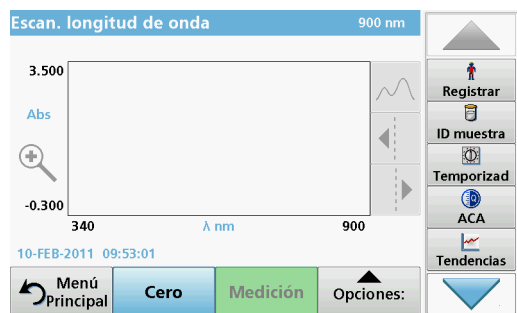 Escan. longitud de onda
900 nm
3.500
Abs
-0.300
340
λ nm
900
10-FEB-2011 09:53:01
Menú
Principal
Cero
Medición
Opciones:
Registrar
ID muestra
Temporizad
ACA
Tendencias